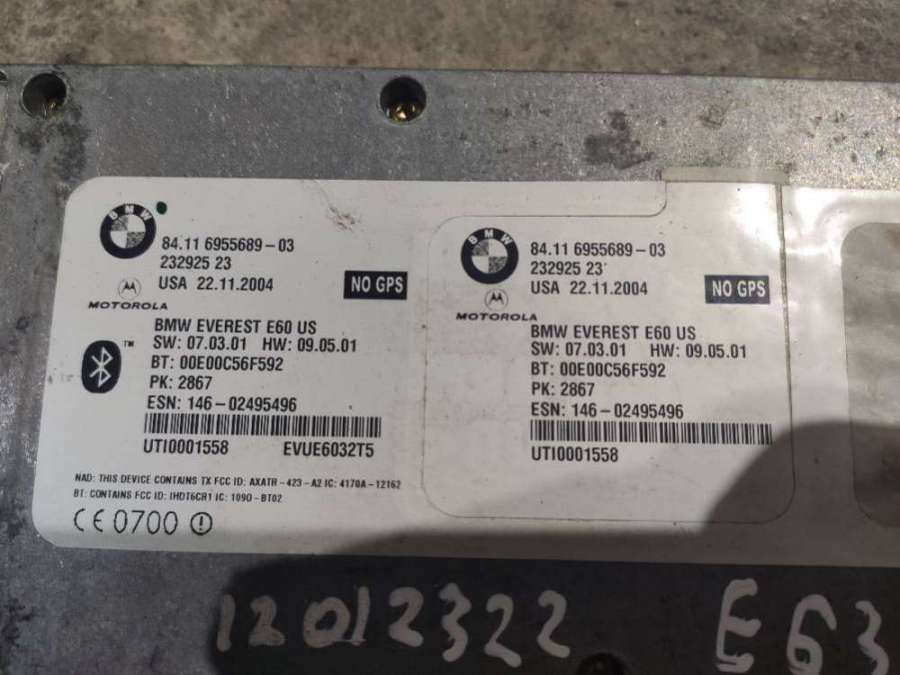 BMW
84.11 6955689-03
232925 23
USA 22.11.2004
NO GPS
MOTOROLA
BMW EVEREST E60 US
SW: 07.03.01 HW: 09.05.01
TM
BT: 00E00C56F592
PK: 2867
ESN: 146-02495496
UTI0001558 EVUE6032T5
NAD: THIS DEVICE CONTAINS TX FCC ID: AXATR-423-A2 IC: 4170A-12162
BT: CONTAINS FCC ID: IHDT6CR1 IC: 1090-BT02
CE0700
BMW
84.11 6955689-03
232925 23
USA 22.11.2004
NO GPS
MOTOROLA
BMW EVEREST E60 US
SW: 07.03.01 HW: 09.05.01
BT: 00E00C56F592
PK: 2867
ESN: 146-02495496
UTI0001558
12012322 E63